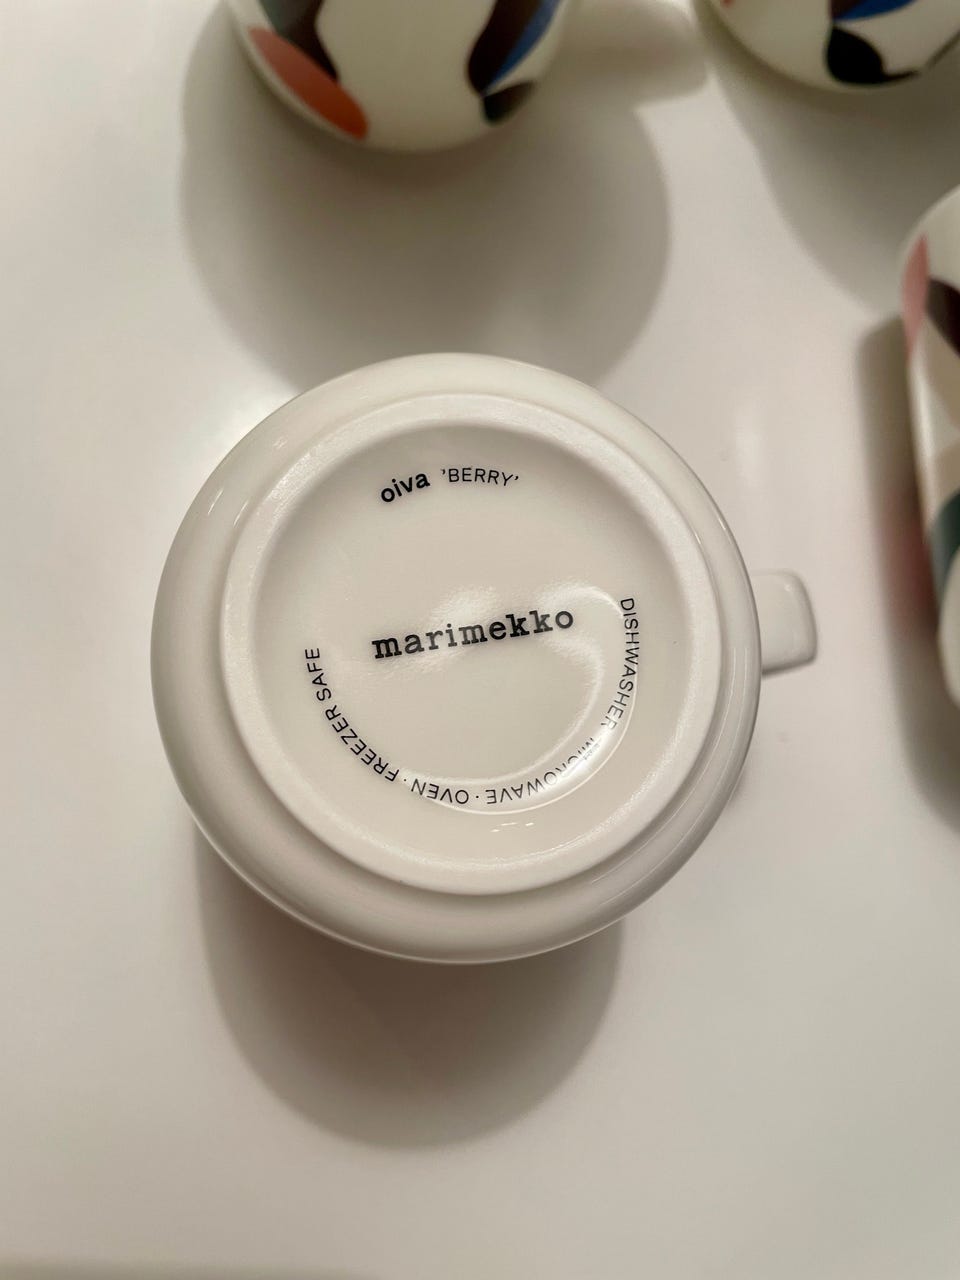 oiva 'BERRY'
marimekko
DISHWASHER · MICROWAVE · OVEN · FREEZER SAFE